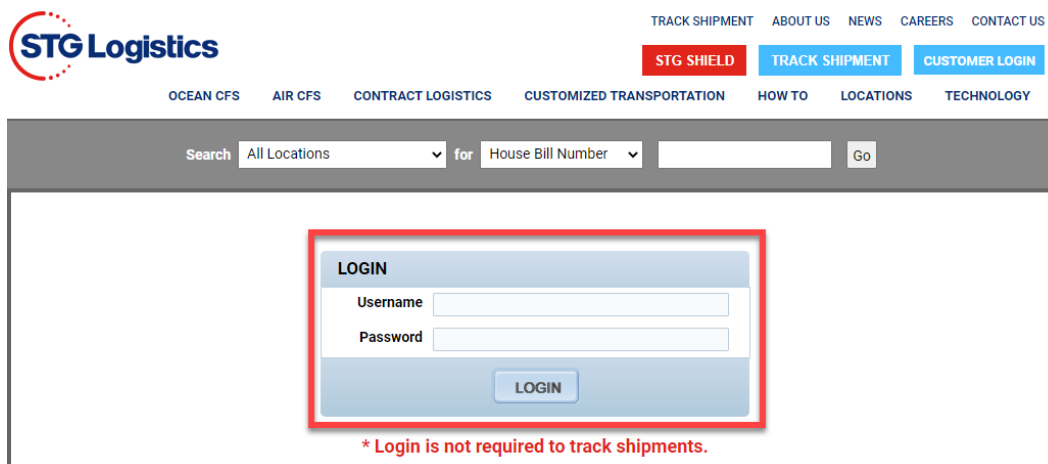 TRACK SHIPMENT ABOUT US NEWS CAREERS CONTACT US
STG Logistics
STG SHIELD TRACK SHIPMENT CUSTOMER LOGIN
OCEAN CFS AIR CFS CONTRACT LOGISTICS CUSTOMIZED TRANSPORTATION HOW TO LOCATIONS TECHNOLOGY
Search All Locations for House Bill Number Go
LOGIN
Username
Password
LOGIN
* Login is not required to track shipments.